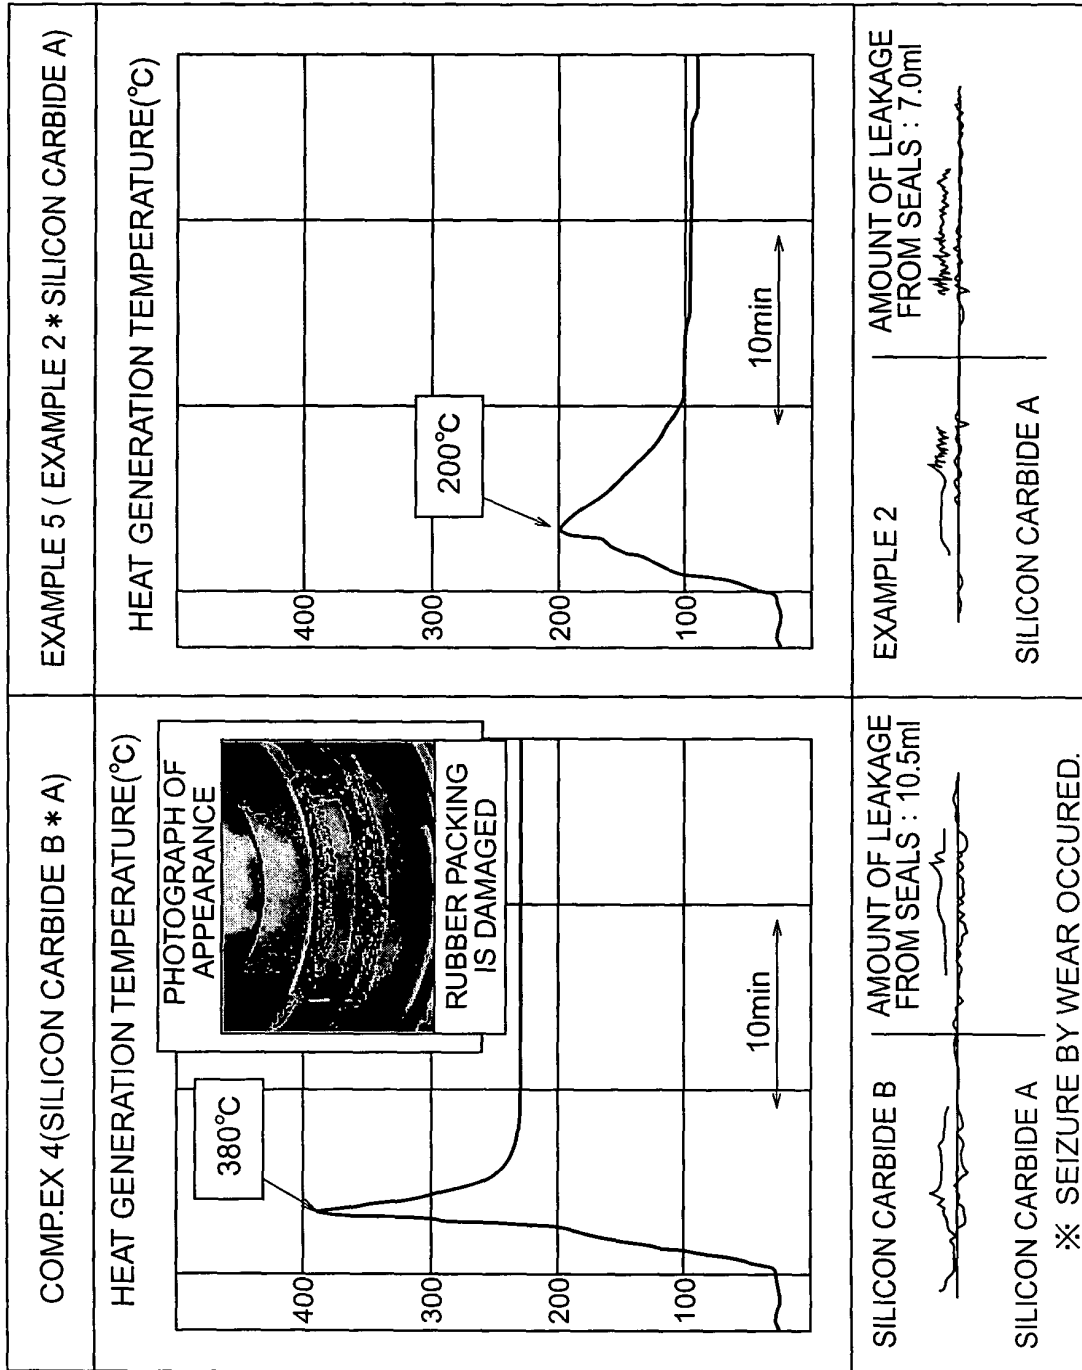 COMP.EX 4(SILICON CARBIDE B * A)
HEAT GENERATION TEMPERATURE(°C)
PHOTOGRAPH OF
APPEARANCE
RUBBER PACKING
IS DAMAGED
380°C
400
300
200
100
10min
SILICON CARBIDE B
AMOUNT OF LEAKAGE
FROM SEALS : 10.5ml
SILICON CARBIDE A
※ SEIZURE BY WEAR OCCURED.
EXAMPLE 5 ( EXAMPLE 2 * SILICON CARBIDE A)
HEAT GENERATION TEMPERATURE(°C)
400
300
200
100
200°C
10min
EXAMPLE 2
AMOUNT OF LEAKAGE
FROM SEALS : 7.0ml
SILICON CARBIDE A